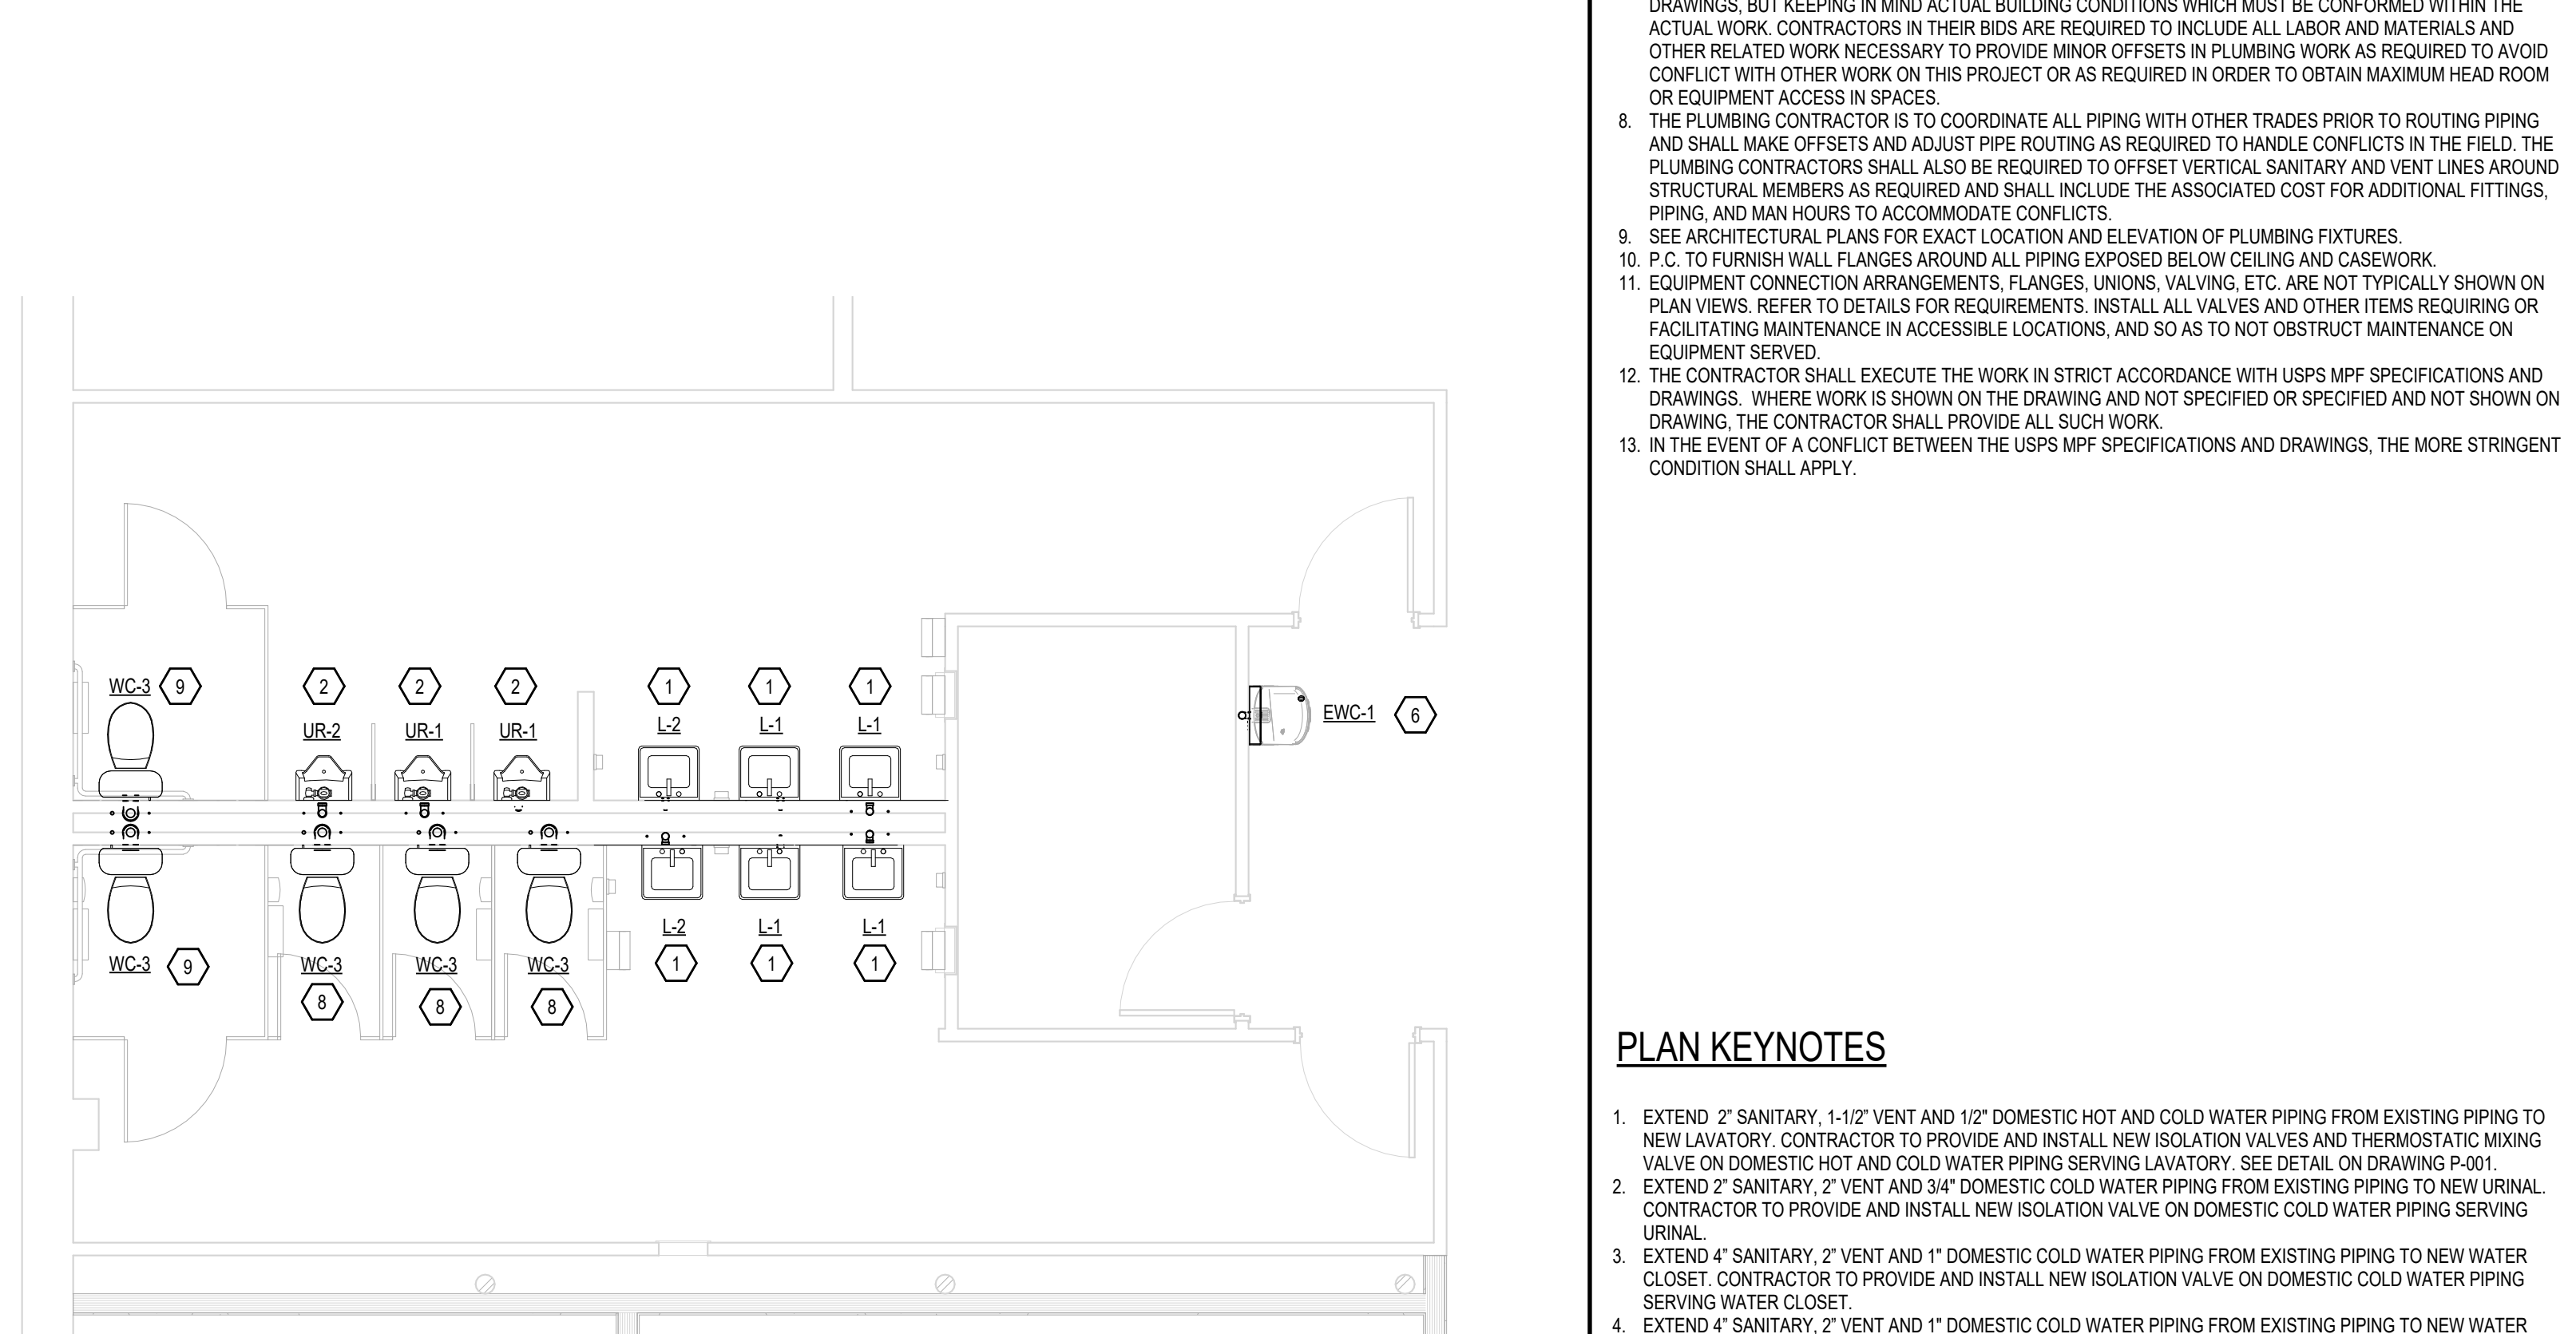 DRAWINGS, BUT KEEPING IN MIND ACTUAL BUILDING CONDITIONS WHICH MUST BE CONFORMED WITHIN THE
ACTUAL WORK. CONTRACTORS IN THEIR BIDS ARE REQUIRED TO INCLUDE ALL LABOR AND MATERIALS AND
OTHER RELATED WORK NECESSARY TO PROVIDE MINOR OFFSETS IN PLUMBING WORK AS REQUIRED TO AVOID
CONFLICT WITH OTHER WORK ON THIS PROJECT OR AS REQUIRED IN ORDER TO OBTAIN MAXIMUM HEAD ROOM
OR EQUIPMENT ACCESS IN SPACES.
8. THE PLUMBING CONTRACTOR IS TO COORDINATE ALL PIPING WITH OTHER TRADES PRIOR TO ROUTING PIPING
AND SHALL MAKE OFFSETS AND ADJUST PIPE ROUTING AS REQUIRED TO HANDLE CONFLICTS IN THE FIELD. THE
PLUMBING CONTRACTORS SHALL ALSO BE REQUIRED TO OFFSET VERTICAL SANITARY AND VENT LINES AROUND
STRUCTURAL MEMBERS AS REQUIRED AND SHALL INCLUDE THE ASSOCIATED COST FOR ADDITIONAL FITTINGS,
PIPING, AND MAN HOURS TO ACCOMMODATE CONFLICTS.
9. SEE ARCHITECTURAL PLANS FOR EXACT LOCATION AND ELEVATION OF PLUMBING FIXTURES.
10. P.C. TO FURNISH WALL FLANGES AROUND ALL PIPING EXPOSED BELOW CEILING AND CASEWORK.
11. EQUIPMENT CONNECTION ARRANGEMENTS, FLANGES, UNIONS, VALVING, ETC. ARE NOT TYPICALLY SHOWN ON
PLAN VIEWS. REFER TO DETAILS FOR REQUIREMENTS. INSTALL ALL VALVES AND OTHER ITEMS REQUIRING OR
FACILITATING MAINTENANCE IN ACCESSIBLE LOCATIONS, AND SO AS TO NOT OBSTRUCT MAINTENANCE ON
EQUIPMENT SERVED.
12. THE CONTRACTOR SHALL EXECUTE THE WORK IN STRICT ACCORDANCE WITH USPS MPF SPECIFICATIONS AND
DRAWINGS. WHERE WORK IS SHOWN ON THE DRAWING AND NOT SPECIFIED OR SPECIFIED AND NOT SHOWN ON
DRAWING, THE CONTRACTOR SHALL PROVIDE ALL SUCH WORK.
13. IN THE EVENT OF A CONFLICT BETWEEN THE USPS MPF SPECIFICATIONS AND DRAWINGS, THE MORE STRINGENT
CONDITION SHALL APPLY.
WC-3 9 2 2 2 1 1 1
UR-2 UR-1 UR-1 L-2 L-1 L-1
EWC-1 6
L-2 L-1 L-1
WC-3 9 WC-3 WC-3 WC-3 1 1 1
8 8 8
PLAN KEYNOTES
1. EXTEND 2” SANITARY, 1-1/2” VENT AND 1/2" DOMESTIC HOT AND COLD WATER PIPING FROM EXISTING PIPING TO
NEW LAVATORY. CONTRACTOR TO PROVIDE AND INSTALL NEW ISOLATION VALVES AND THERMOSTATIC MIXING
VALVE ON DOMESTIC HOT AND COLD WATER PIPING SERVING LAVATORY. SEE DETAIL ON DRAWING P-001.
2. EXTEND 2” SANITARY, 2” VENT AND 3/4" DOMESTIC COLD WATER PIPING FROM EXISTING PIPING TO NEW URINAL.
CONTRACTOR TO PROVIDE AND INSTALL NEW ISOLATION VALVE ON DOMESTIC COLD WATER PIPING SERVING
URINAL.
3. EXTEND 4” SANITARY, 2” VENT AND 1" DOMESTIC COLD WATER PIPING FROM EXISTING PIPING TO NEW WATER
CLOSET. CONTRACTOR TO PROVIDE AND INSTALL NEW ISOLATION VALVE ON DOMESTIC COLD WATER PIPING
SERVING WATER CLOSET.
4. EXTEND 4” SANITARY, 2” VENT AND 1" DOMESTIC COLD WATER PIPING FROM EXISTING PIPING TO NEW WATER